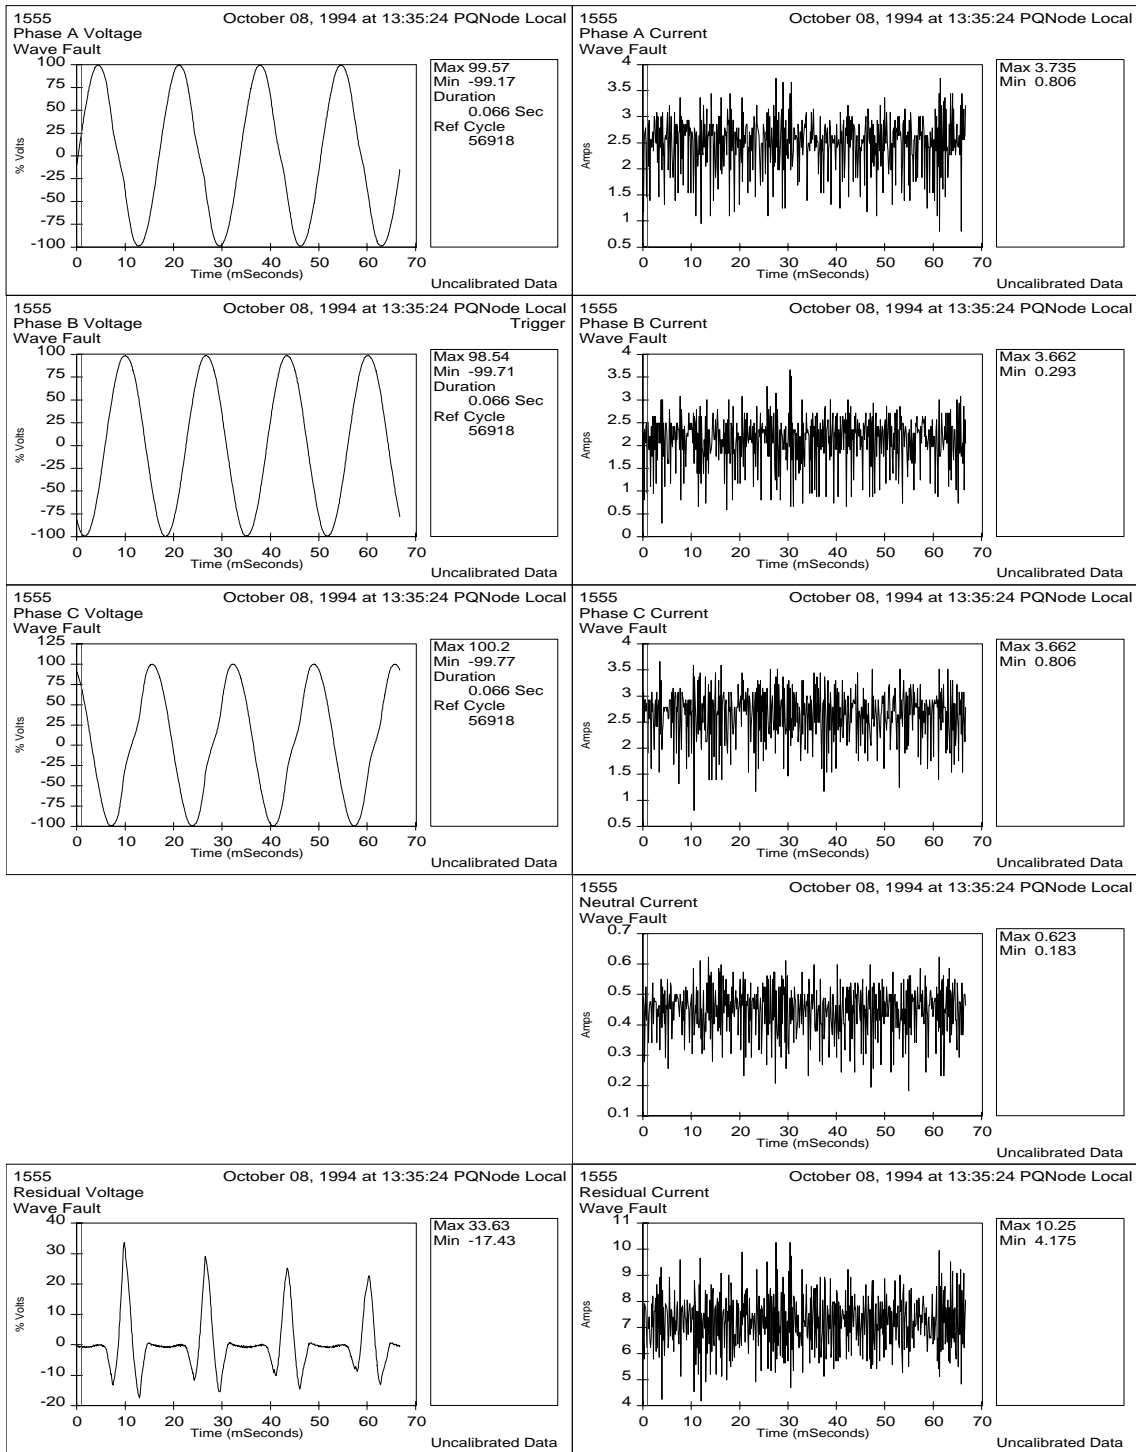 1555 October 08, 1994 at 13:35:24 PQNode Local
Phase A Voltage
Wave Fault
100
75
50
25
0
-25
-50
-75
-100
% Volts
0 10 20 30 40 50 60 70
Time (mSeconds)
Max 99.57
Min -99.17
Duration
0.066 Sec
Ref Cycle
56918
Uncalibrated Data
1555 October 08, 1994 at 13:35:24 PQNode Local
Phase A Current
Wave Fault
4
3.5
3
2.5
2
1.5
1
0.5
Amps
0 10 20 30 40 50 60 70
Time (mSeconds)
Max 3.735
Min 0.806
Uncalibrated Data
1555 October 08, 1994 at 13:35:24 PQNode Local
Phase B Voltage Trigger
Wave Fault
100
75
50
25
0
-25
-50
-75
-100
% Volts
0 10 20 30 40 50 60 70
Time (mSeconds)
Max 98.54
Min -99.71
Duration
0.066 Sec
Ref Cycle
56918
Uncalibrated Data
1555 October 08, 1994 at 13:35:24 PQNode Local
Phase B Current
Wave Fault
4
3.5
3
2.5
2
1.5
1
0
Amps
0 10 20 30 40 50 60 70
Time (mSeconds)
Max 3.662
Min 0.293
Uncalibrated Data
1555 October 08, 1994 at 13:35:24 PQNode Local
Phase C Voltage
Wave Fault
125
100
75
50
25
0
-25
-50
-75
-100
% Volts
0 10 20 30 40 50 60 70
Time (mSeconds)
Max 100.2
Min -99.77
Duration
0.066 Sec
Ref Cycle
56918
Uncalibrated Data
1555 October 08, 1994 at 13:35:24 PQNode Local
Phase C Current
Wave Fault
4
3.5
3
2.5
2
1.5
1
0.5
Amps
0 10 20 30 40 50 60 70
Time (mSeconds)
Max 3.662
Min 0.806
Uncalibrated Data
1555 October 08, 1994 at 13:35:24 PQNode Local
Neutral Current
Wave Fault
0.7
0.6
0.5
0.4
0.3
0.2
0.1
Amps
0 10 20 30 40 50 60 70
Time (mSeconds)
Max 0.623
Min 0.183
Uncalibrated Data
1555 October 08, 1994 at 13:35:24 PQNode Local
Residual Voltage
Wave Fault
40
30
20
10
0
-10
-20
% Volts
0 10 20 30 40 50 60 70
Time (mSeconds)
Max 33.63
Min -17.43
Uncalibrated Data
1555 October 08, 1994 at 13:35:24 PQNode Local
Residual Current
Wave Fault
11
10
9
8
7
6
5
4
Amps
0 10 20 30 40 50 60 70
Time (mSeconds)
Max 10.25
Min 4.175
Uncalibrated Data